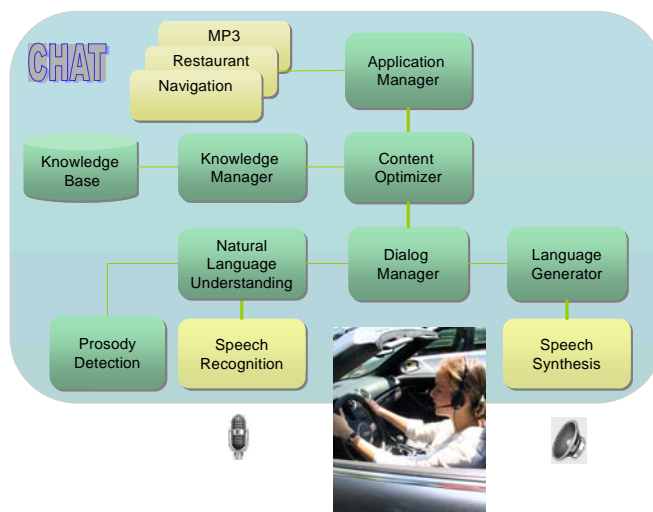 CHAT
MP3
Restaurant
Navigation
Application
Manager
Knowledge
Base
Knowledge
Manager
Content
Optimizer
Natural
Language
Understanding
Dialog
Manager
Language
Generator
Prosody
Detection
Speech
Recognition
Speech
Synthesis